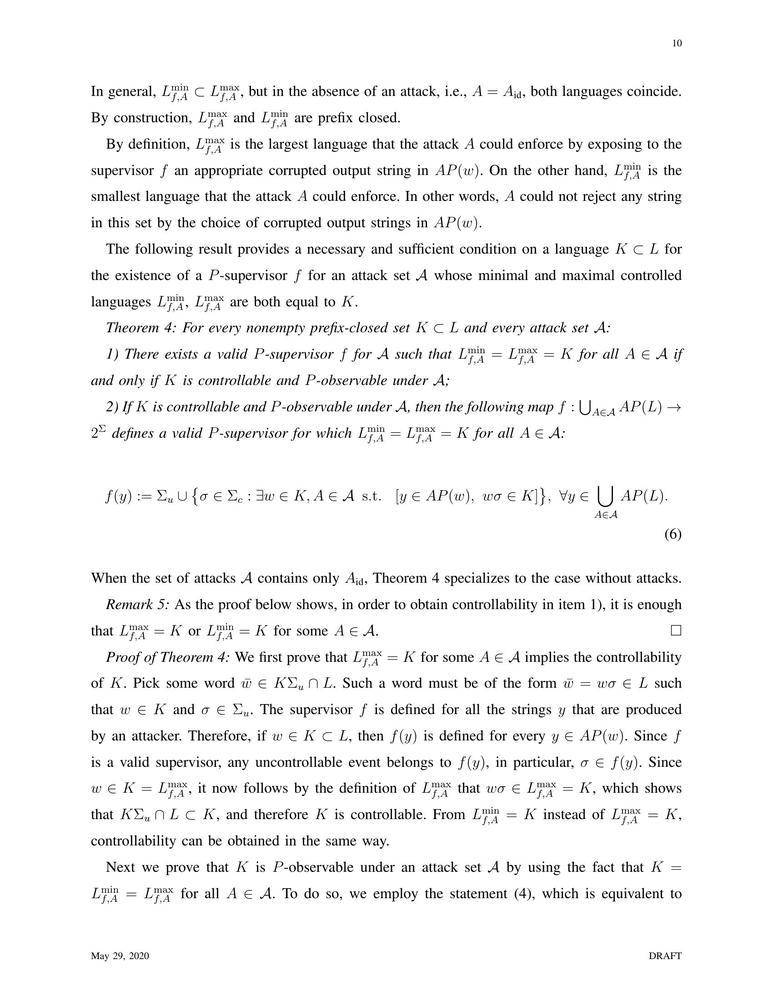 10
In general, $L_{f,A}^{\min} \subset L_{f,A}^{\max}$, but in the absence of an attack, i.e., $A = A_{\text{id}}$, both languages coincide.
By construction, $L_{f,A}^{\max}$ and $L_{f,A}^{\min}$ are prefix closed.
By definition, $L_{f,A}^{\max}$ is the largest language that the attack $A$ could enforce by exposing to the
supervisor $f$ an appropriate corrupted output string in $AP(w)$. On the other hand, $L_{f,A}^{\min}$ is the
smallest language that the attack $A$ could enforce. In other words, $A$ could not reject any string
in this set by the choice of corrupted output strings in $AP(w)$.
The following result provides a necessary and sufficient condition on a language $K \subset L$ for
the existence of a $P$-supervisor $f$ for an attack set $\mathcal{A}$ whose minimal and maximal controlled
languages $L_{f,A}^{\min}$, $L_{f,A}^{\max}$ are both equal to $K$.
Theorem 4: For every nonempty prefix-closed set $K \subset L$ and every attack set $\mathcal{A}$:
1) There exists a valid $P$-supervisor $f$ for $\mathcal{A}$ such that $L_{f,A}^{\min} = L_{f,A}^{\max} = K$ for all $A \in \mathcal{A}$ if
and only if $K$ is controllable and $P$-observable under $\mathcal{A}$;
2) If $K$ is controllable and $P$-observable under $\mathcal{A}$, then the following map $f : \bigcup_{A \in \mathcal{A}} AP(L) \to$
$2^\Sigma$ defines a valid $P$-supervisor for which $L_{f,A}^{\min} = L_{f,A}^{\max} = K$ for all $A \in \mathcal{A}$:
$f(y) := \Sigma_u \cup \{\sigma \in \Sigma_c : \exists w \in K, A \in \mathcal{A} \text{ s.t. } [y \in AP(w),\ w\sigma \in K]\},\ \forall y \in \bigcup_{A \in \mathcal{A}} AP(L).$
(6)
When the set of attacks $\mathcal{A}$ contains only $A_{\text{id}}$, Theorem 4 specializes to the case without attacks.
Remark 5: As the proof below shows, in order to obtain controllability in item 1), it is enough
that $L_{f,A}^{\max} = K$ or $L_{f,A}^{\min} = K$ for some $A \in \mathcal{A}$. □
Proof of Theorem 4: We first prove that $L_{f,A}^{\max} = K$ for some $A \in \mathcal{A}$ implies the controllability
of $K$. Pick some word $\bar{w} \in K\Sigma_u \cap L$. Such a word must be of the form $\bar{w} = w\sigma \in L$ such
that $w \in K$ and $\sigma \in \Sigma_u$. The supervisor $f$ is defined for all the strings $y$ that are produced
by an attacker. Therefore, if $w \in K \subset L$, then $f(y)$ is defined for every $y \in AP(w)$. Since $f$
is a valid supervisor, any uncontrollable event belongs to $f(y)$, in particular, $\sigma \in f(y)$. Since
$w \in K = L_{f,A}^{\max}$, it now follows by the definition of $L_{f,A}^{\max}$ that $w\sigma \in L_{f,A}^{\max} = K$, which shows
that $K\Sigma_u \cap L \subset K$, and therefore $K$ is controllable. From $L_{f,A}^{\min} = K$ instead of $L_{f,A}^{\max} = K$,
controllability can be obtained in the same way.
Next we prove that $K$ is $P$-observable under an attack set $\mathcal{A}$ by using the fact that $K =$
$L_{f,A}^{\min} = L_{f,A}^{\max}$ for all $A \in \mathcal{A}$. To do so, we employ the statement (4), which is equivalent to
May 29, 2020 DRAFT